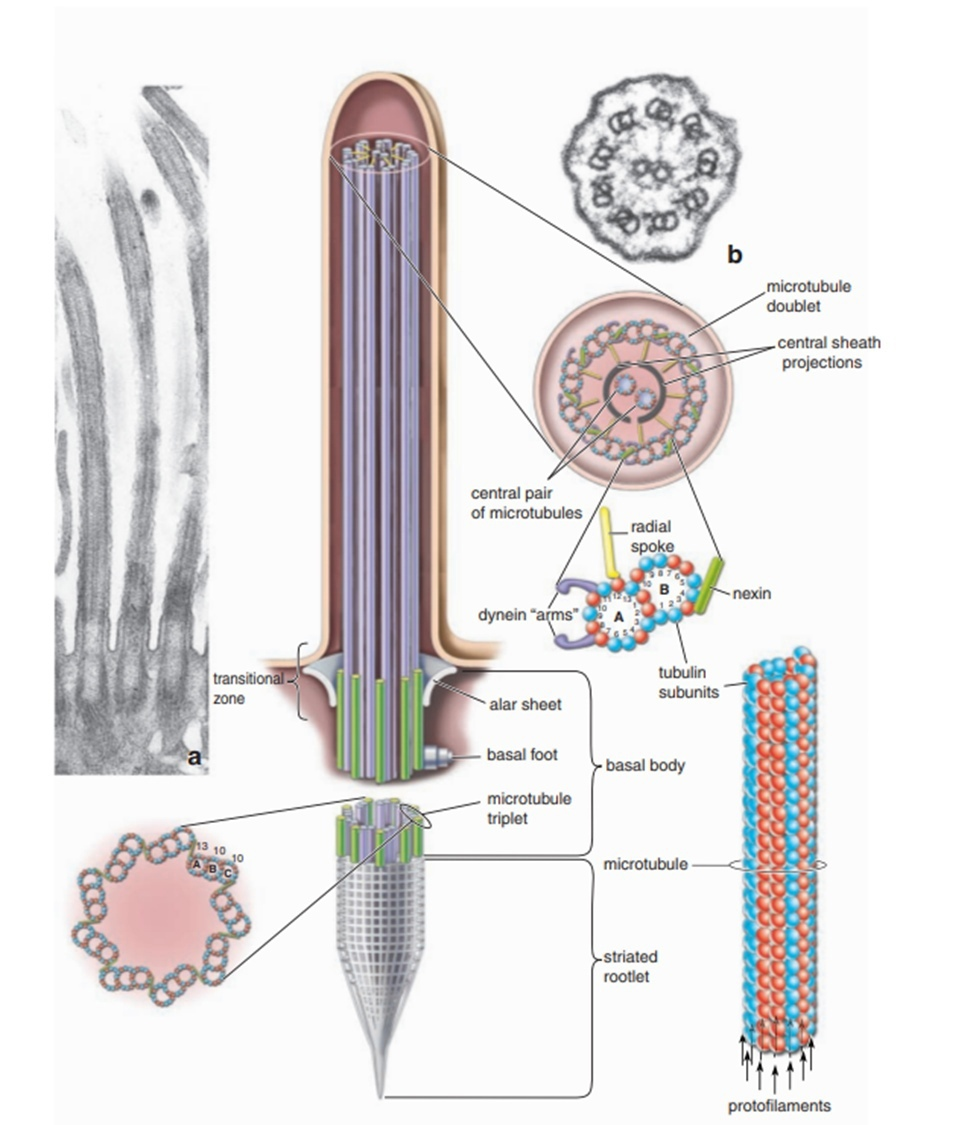 b
microtubule
doublet
central sheath
projections
central pair
of microtubules
radial
spoke
dynein “arms”
nexin
A
B
tubulin
subunits
transitional
zone
alar sheet
basal foot
basal body
a
microtubule
triplet
13 10 10
A B C
microtubule
striated
rootlet
protofilaments